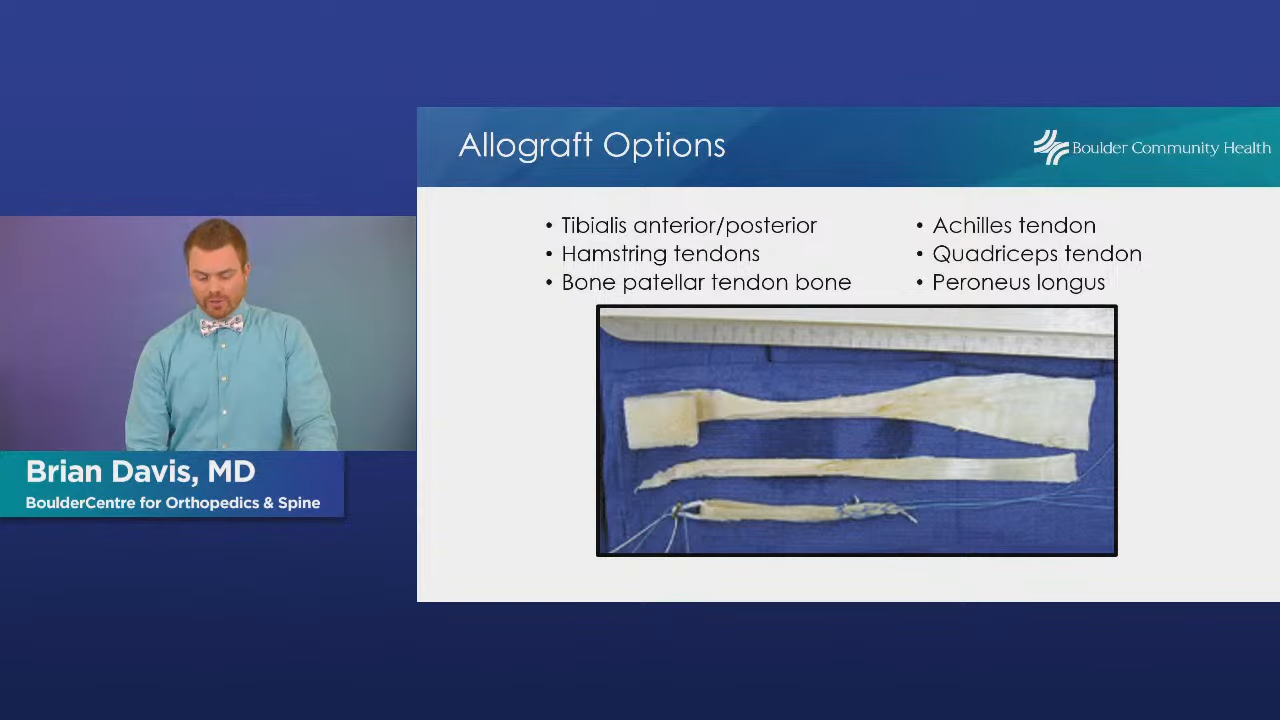 Allograft Options
Boulder Community Health
• Tibialis anterior/posterior
• Hamstring tendons
• Bone patellar tendon bone
• Achilles tendon
• Quadriceps tendon
• Peroneus longus
Brian Davis, MD
BoulderCentre for Orthopedics & Spine